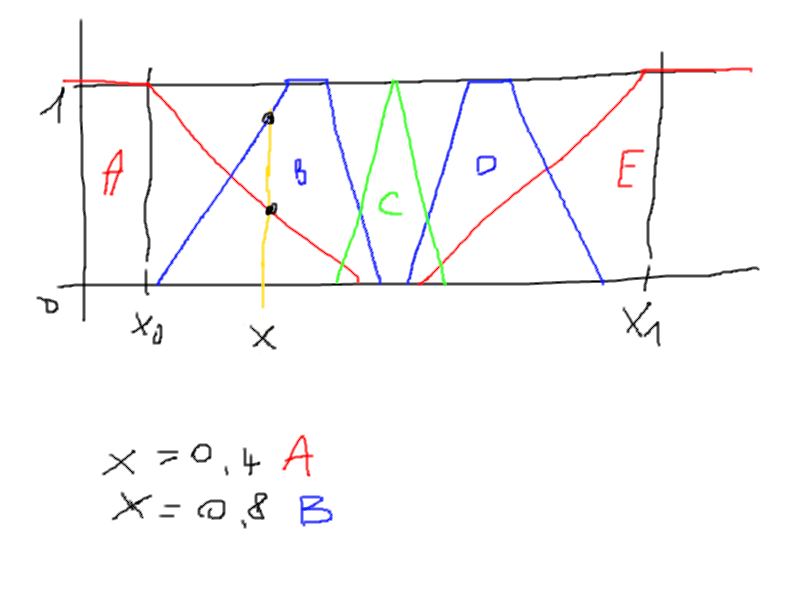 1
A B C D E
0
X₀ X X₁
X = 0.4 A
X = 0.8 B